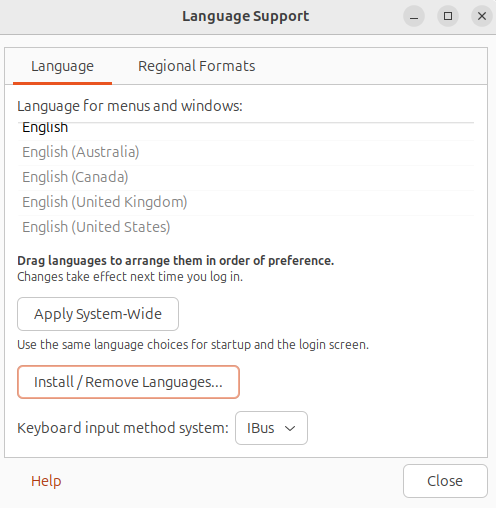 Language Support
Language
Regional Formats
Language for menus and windows:
English
English (Australia)
English (Canada)
English (United Kingdom)
English (United States)
Drag languages to arrange them in order of preference.
Changes take effect next time you log in.
Apply System-Wide
Use the same language choices for startup and the login screen.
Install / Remove Languages...
Keyboard input method system: IBus
Help
Close